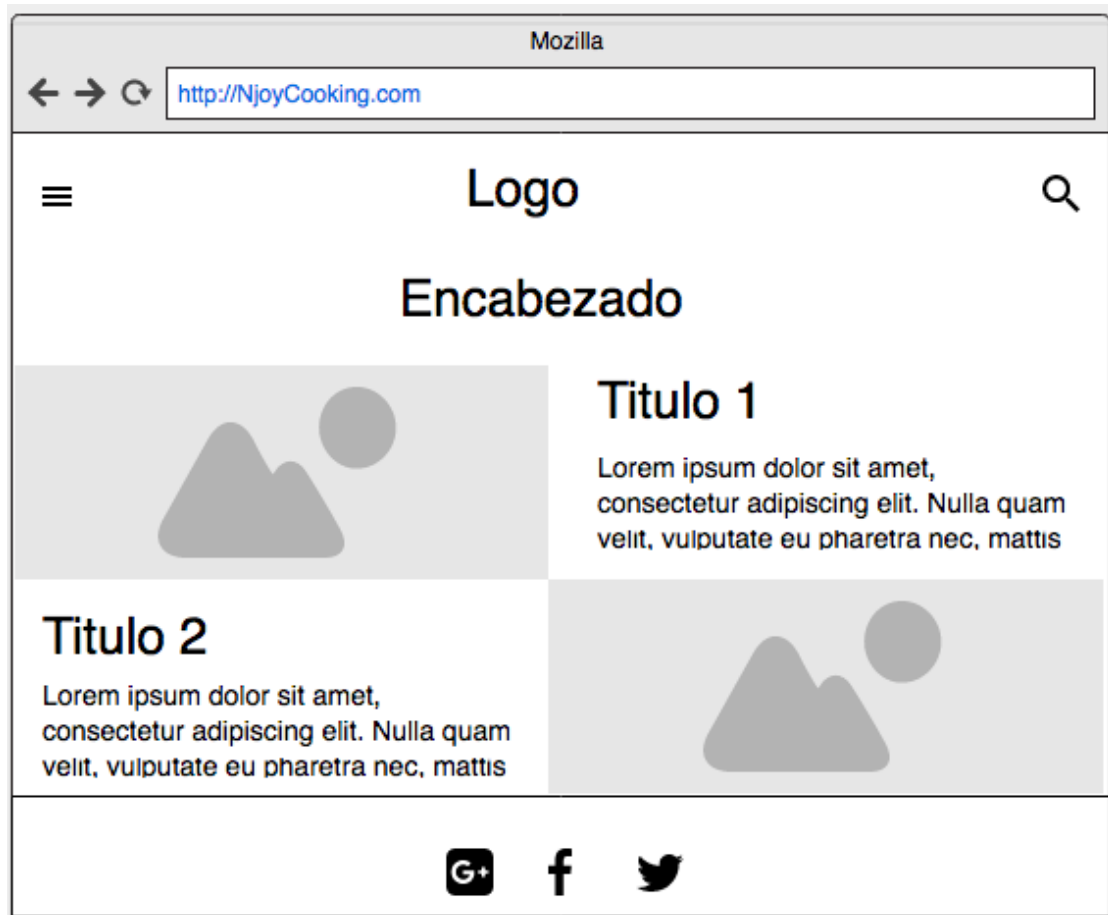 Mozilla
http://NjoyCooking.com
Logo
Encabezado
Titulo 1
Lorem ipsum dolor sit amet,
consectetur adipiscing elit. Nulla quam
velit, vulputate eu pharetra nec, mattis
Titulo 2
Lorem ipsum dolor sit amet,
consectetur adipiscing elit. Nulla quam
velit, vulputate eu pharetra nec, mattis
G+